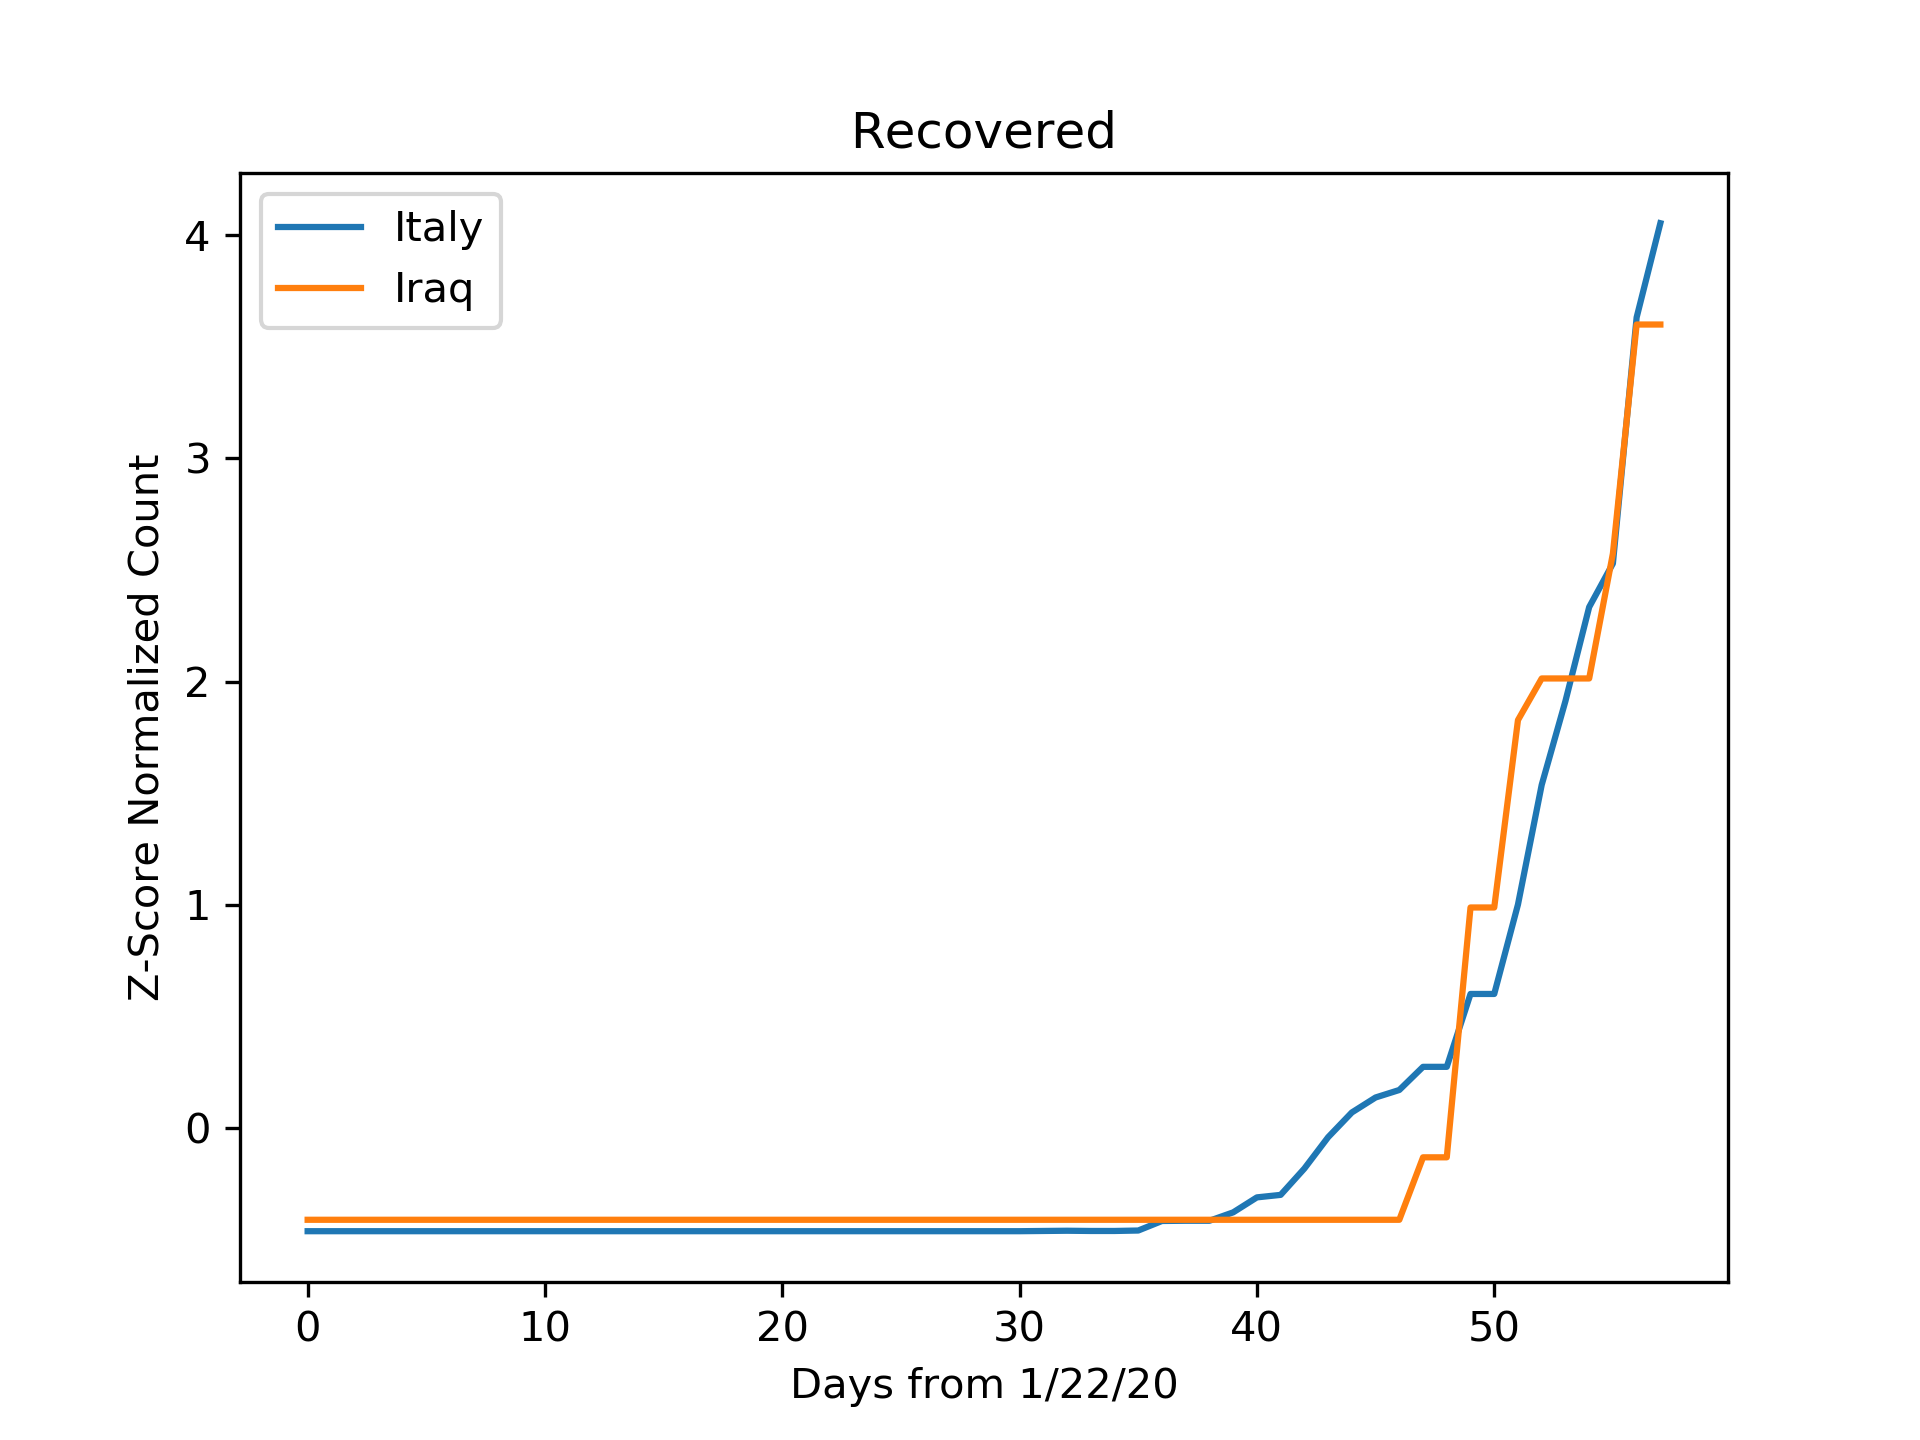 Recovered
Italy
Iraq
Z-Score Normalized Count
4
3
2
1
0
0 10 20 30 40 50
Days from 1/22/20